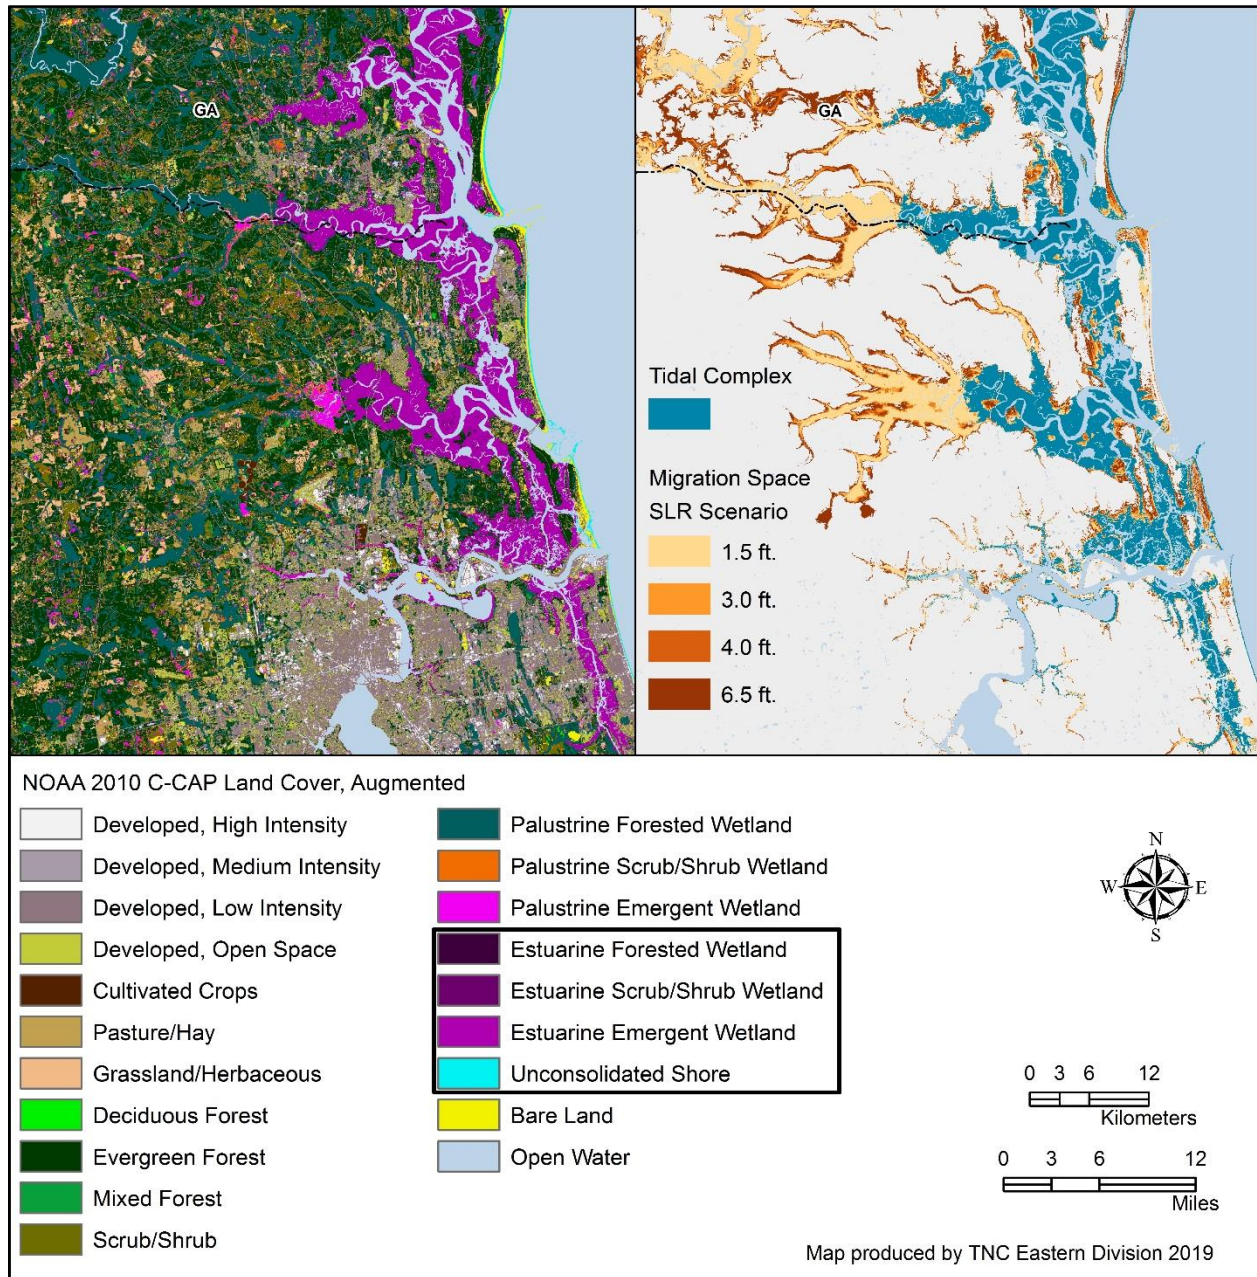 GA
GA
Tidal Complex
Migration Space
SLR Scenario
1.5 ft.
3.0 ft.
4.0 ft.
6.5 ft.
NOAA 2010 C-CAP Land Cover, Augmented
Developed, High Intensity
Developed, Medium Intensity
Developed, Low Intensity
Developed, Open Space
Cultivated Crops
Pasture/Hay
Grassland/Herbaceous
Deciduous Forest
Evergreen Forest
Mixed Forest
Scrub/Shrub
Palustrine Forested Wetland
Palustrine Scrub/Shrub Wetland
Palustrine Emergent Wetland
Estuarine Forested Wetland
Estuarine Scrub/Shrub Wetland
Estuarine Emergent Wetland
Unconsolidated Shore
Bare Land
Open Water
N
W E
S
0 3 6 12
Kilometers
0 3 6 12
Miles
Map produced by TNC Eastern Division 2019